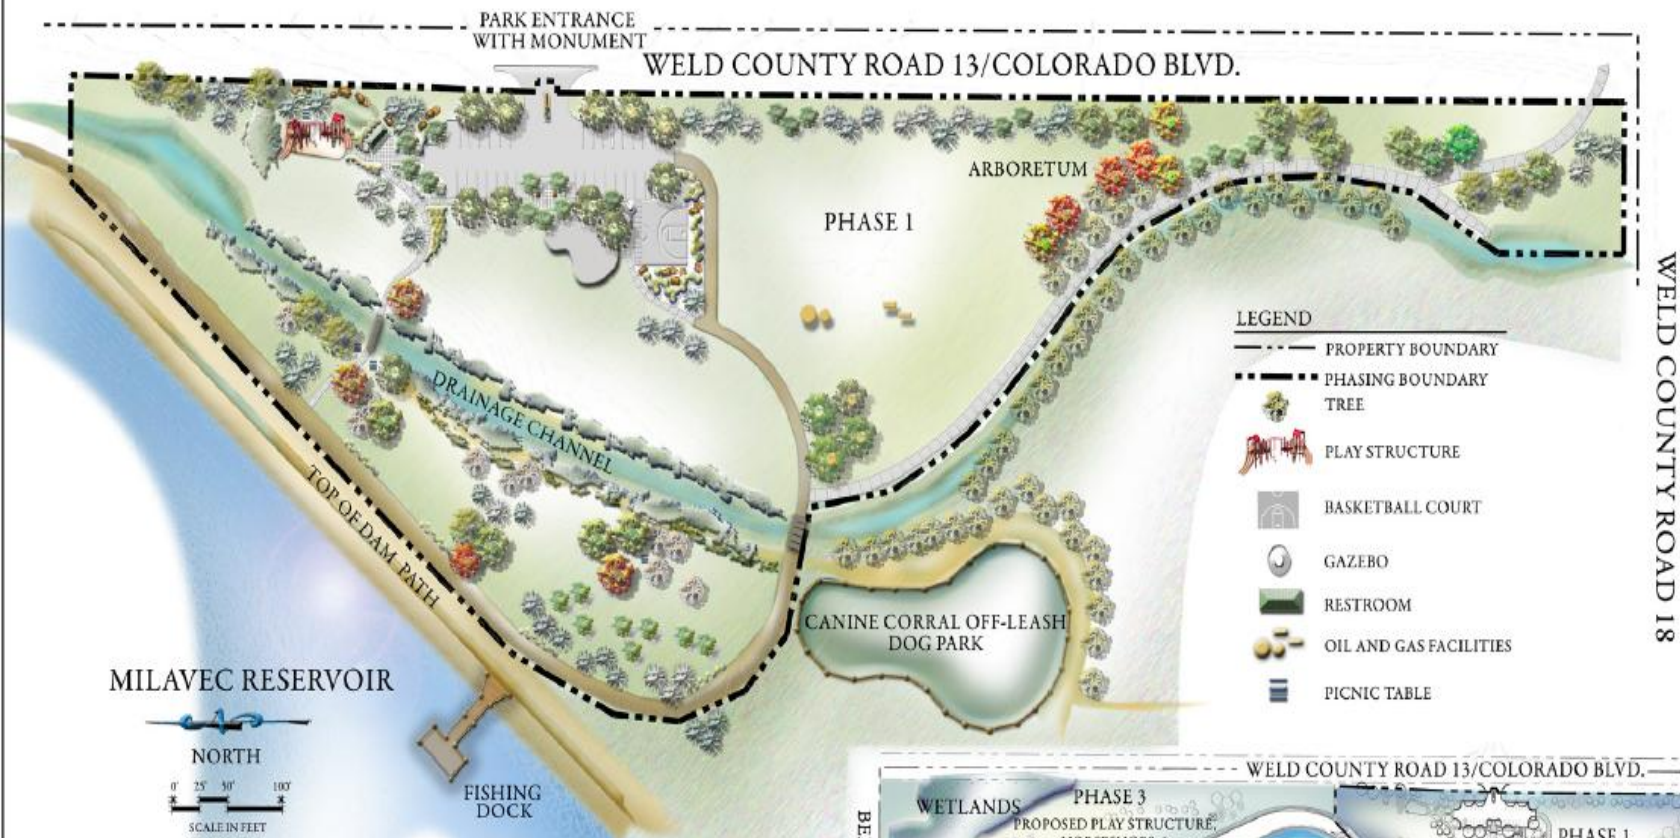 PARK ENTRANCE
WITH MONUMENT
WELD COUNTY ROAD 13/COLORADO BLVD.
ARBORETUM
PHASE 1
WELD COUNTY ROAD 18
LEGEND
PROPERTY BOUNDARY
PHASING BOUNDARY
TREE
PLAY STRUCTURE
BASKETBALL COURT
GAZEBO
RESTROOM
OIL AND GAS FACILITIES
PICNIC TABLE
DRAINAGE CHANNEL
TOP OF DAM PATH
CANINE CORRAL OFF-LEASH
DOG PARK
MILAVEC RESERVOIR
NORTH
0' 25' 50' 100'
SCALE IN FEET
FISHING
DOCK
WELD COUNTY ROAD 13/COLORADO BLVD.
WETLANDS
PHASE 3
PROPOSED PLAY STRUCTURE,
PHASE 1